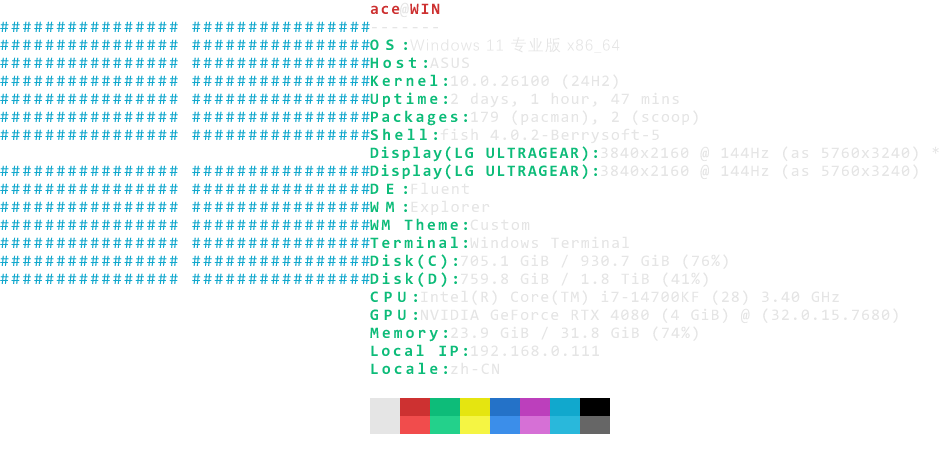 ace@WIN
################ ################-------
################ ################OS:Windows 11 专业版 x86_64
################ ################Host:ASUS
################ ################Kernel:10.0.26100 (24H2)
################ ################Uptime:2 days, 1 hour, 47 mins
################ ################Packages:179 (pacman), 2 (scoop)
################ ################Shell:fish 4.0.2-Berrysoft-5
Display(LG ULTRAGEAR):3840x2160 @ 144Hz (as 5760x3240) *
################ ################Display(LG ULTRAGEAR):3840x2160 @ 144Hz (as 5760x3240)
################ ################DE:Fluent
################ ################WM:Explorer
################ ################WM Theme:Custom
################ ################Terminal:Windows Terminal
################ ################Disk(C):705.1 GiB / 930.7 GiB (76%)
################ ################Disk(D):759.8 GiB / 1.8 TiB (41%)
CPU:Intel(R) Core(TM) i7-14700KF (28) 3.40 GHz
GPU:NVIDIA GeForce RTX 4080 (4 GiB) @ (32.0.15.7680)
Memory:23.9 GiB / 31.8 GiB (74%)
Local IP:192.168.0.111
Locale:zh-CN